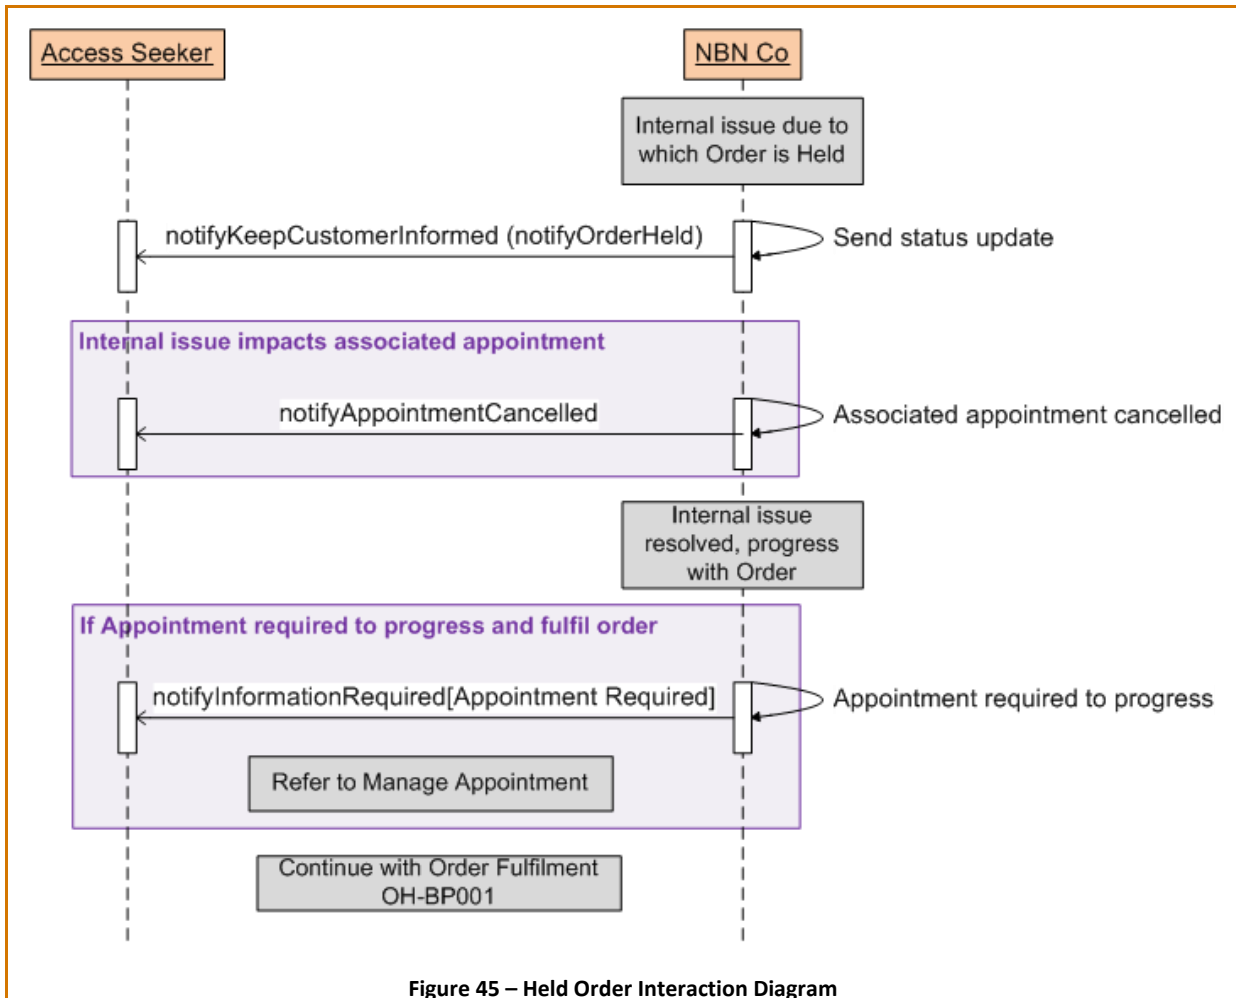 Access Seeker
NBN Co
Internal issue due to
which Order is Held
notifyKeepCustomerInformed (notifyOrderHeld)
Send status update
Internal issue impacts associated appointment
notifyAppointmentCancelled
Associated appointment cancelled
Internal issue
resolved, progress
with Order
If Appointment required to progress and fulfil order
notifyInformationRequired[Appointment Required]
Appointment required to progress
Refer to Manage Appointment
Continue with Order Fulfilment
OH-BP001
Figure 45 – Held Order Interaction Diagram